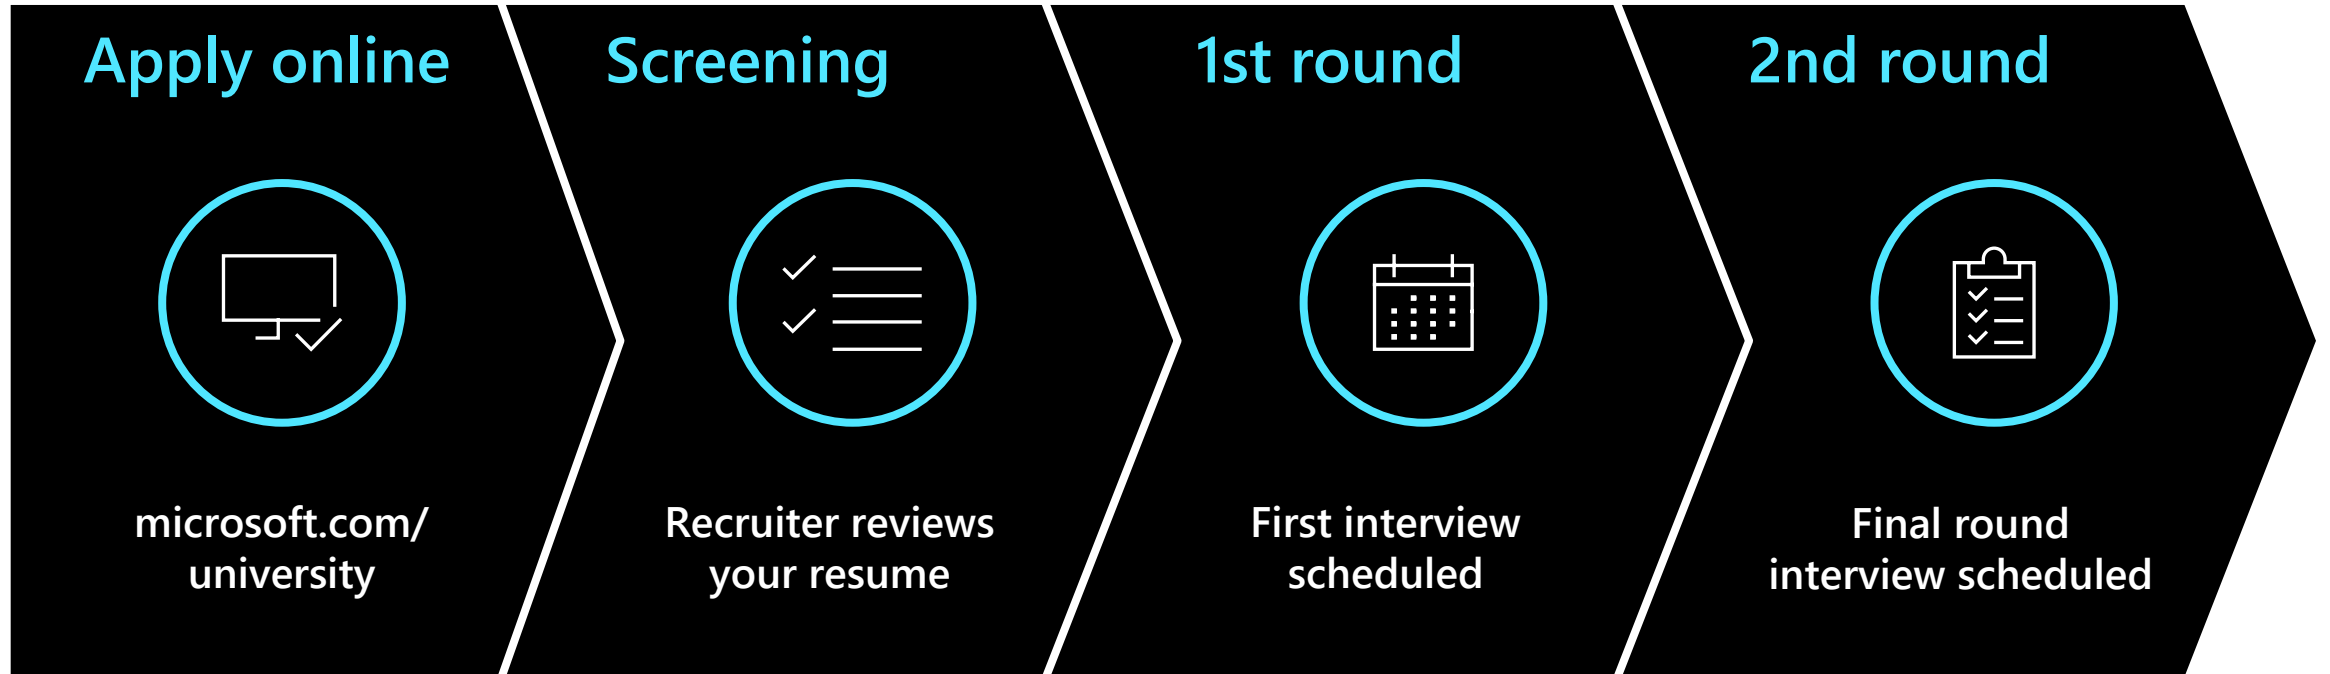 Apply online
microsoft.com/
university
Screening
Recruiter reviews
your resume
1st round
First interview
scheduled
2nd round
Final round
interview scheduled